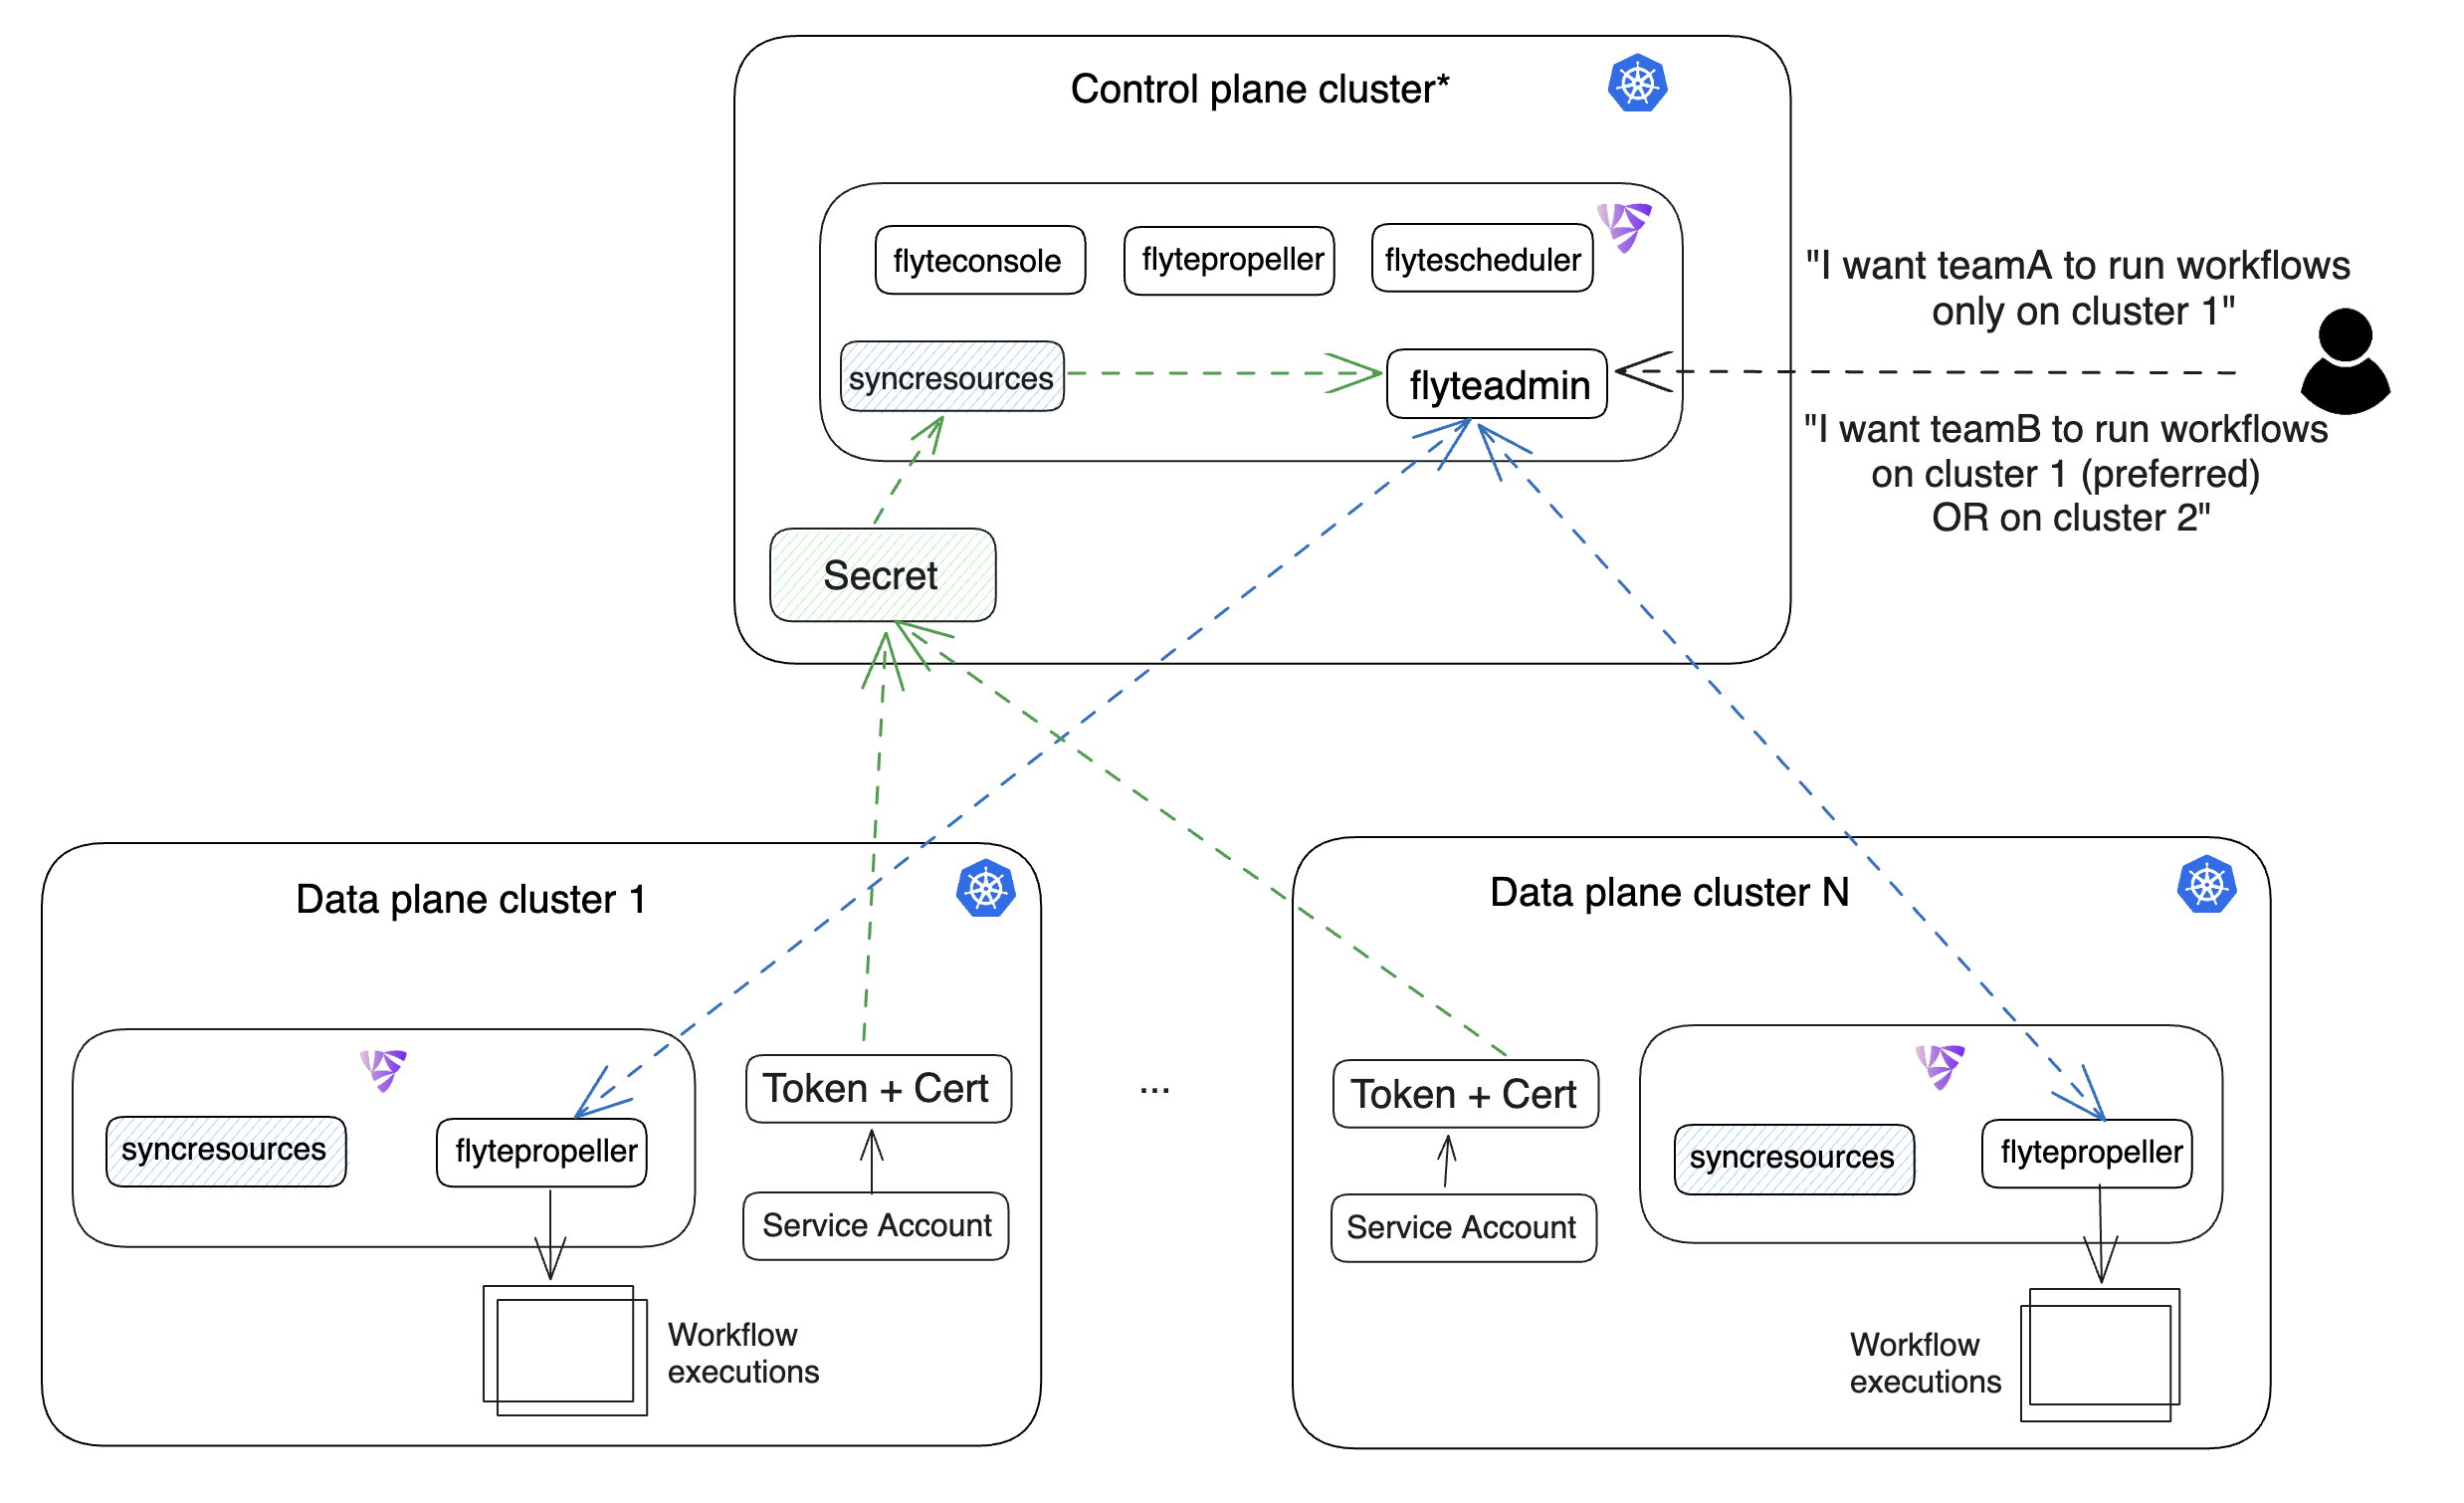 Control plane cluster*
flyteconsole
flytepropeller
flytescheduler
syncresources
flyteadmin
Secret
"I want teamA to run workflows
only on cluster 1"
"I want teamB to run workflows
on cluster 1 (preferred)
OR on cluster 2"
Data plane cluster 1
syncresources
flytepropeller
Token + Cert
Service Account
Workflow
executions
...
Data plane cluster N
Token + Cert
Service Account
syncresources
flytepropeller
Workflow
executions